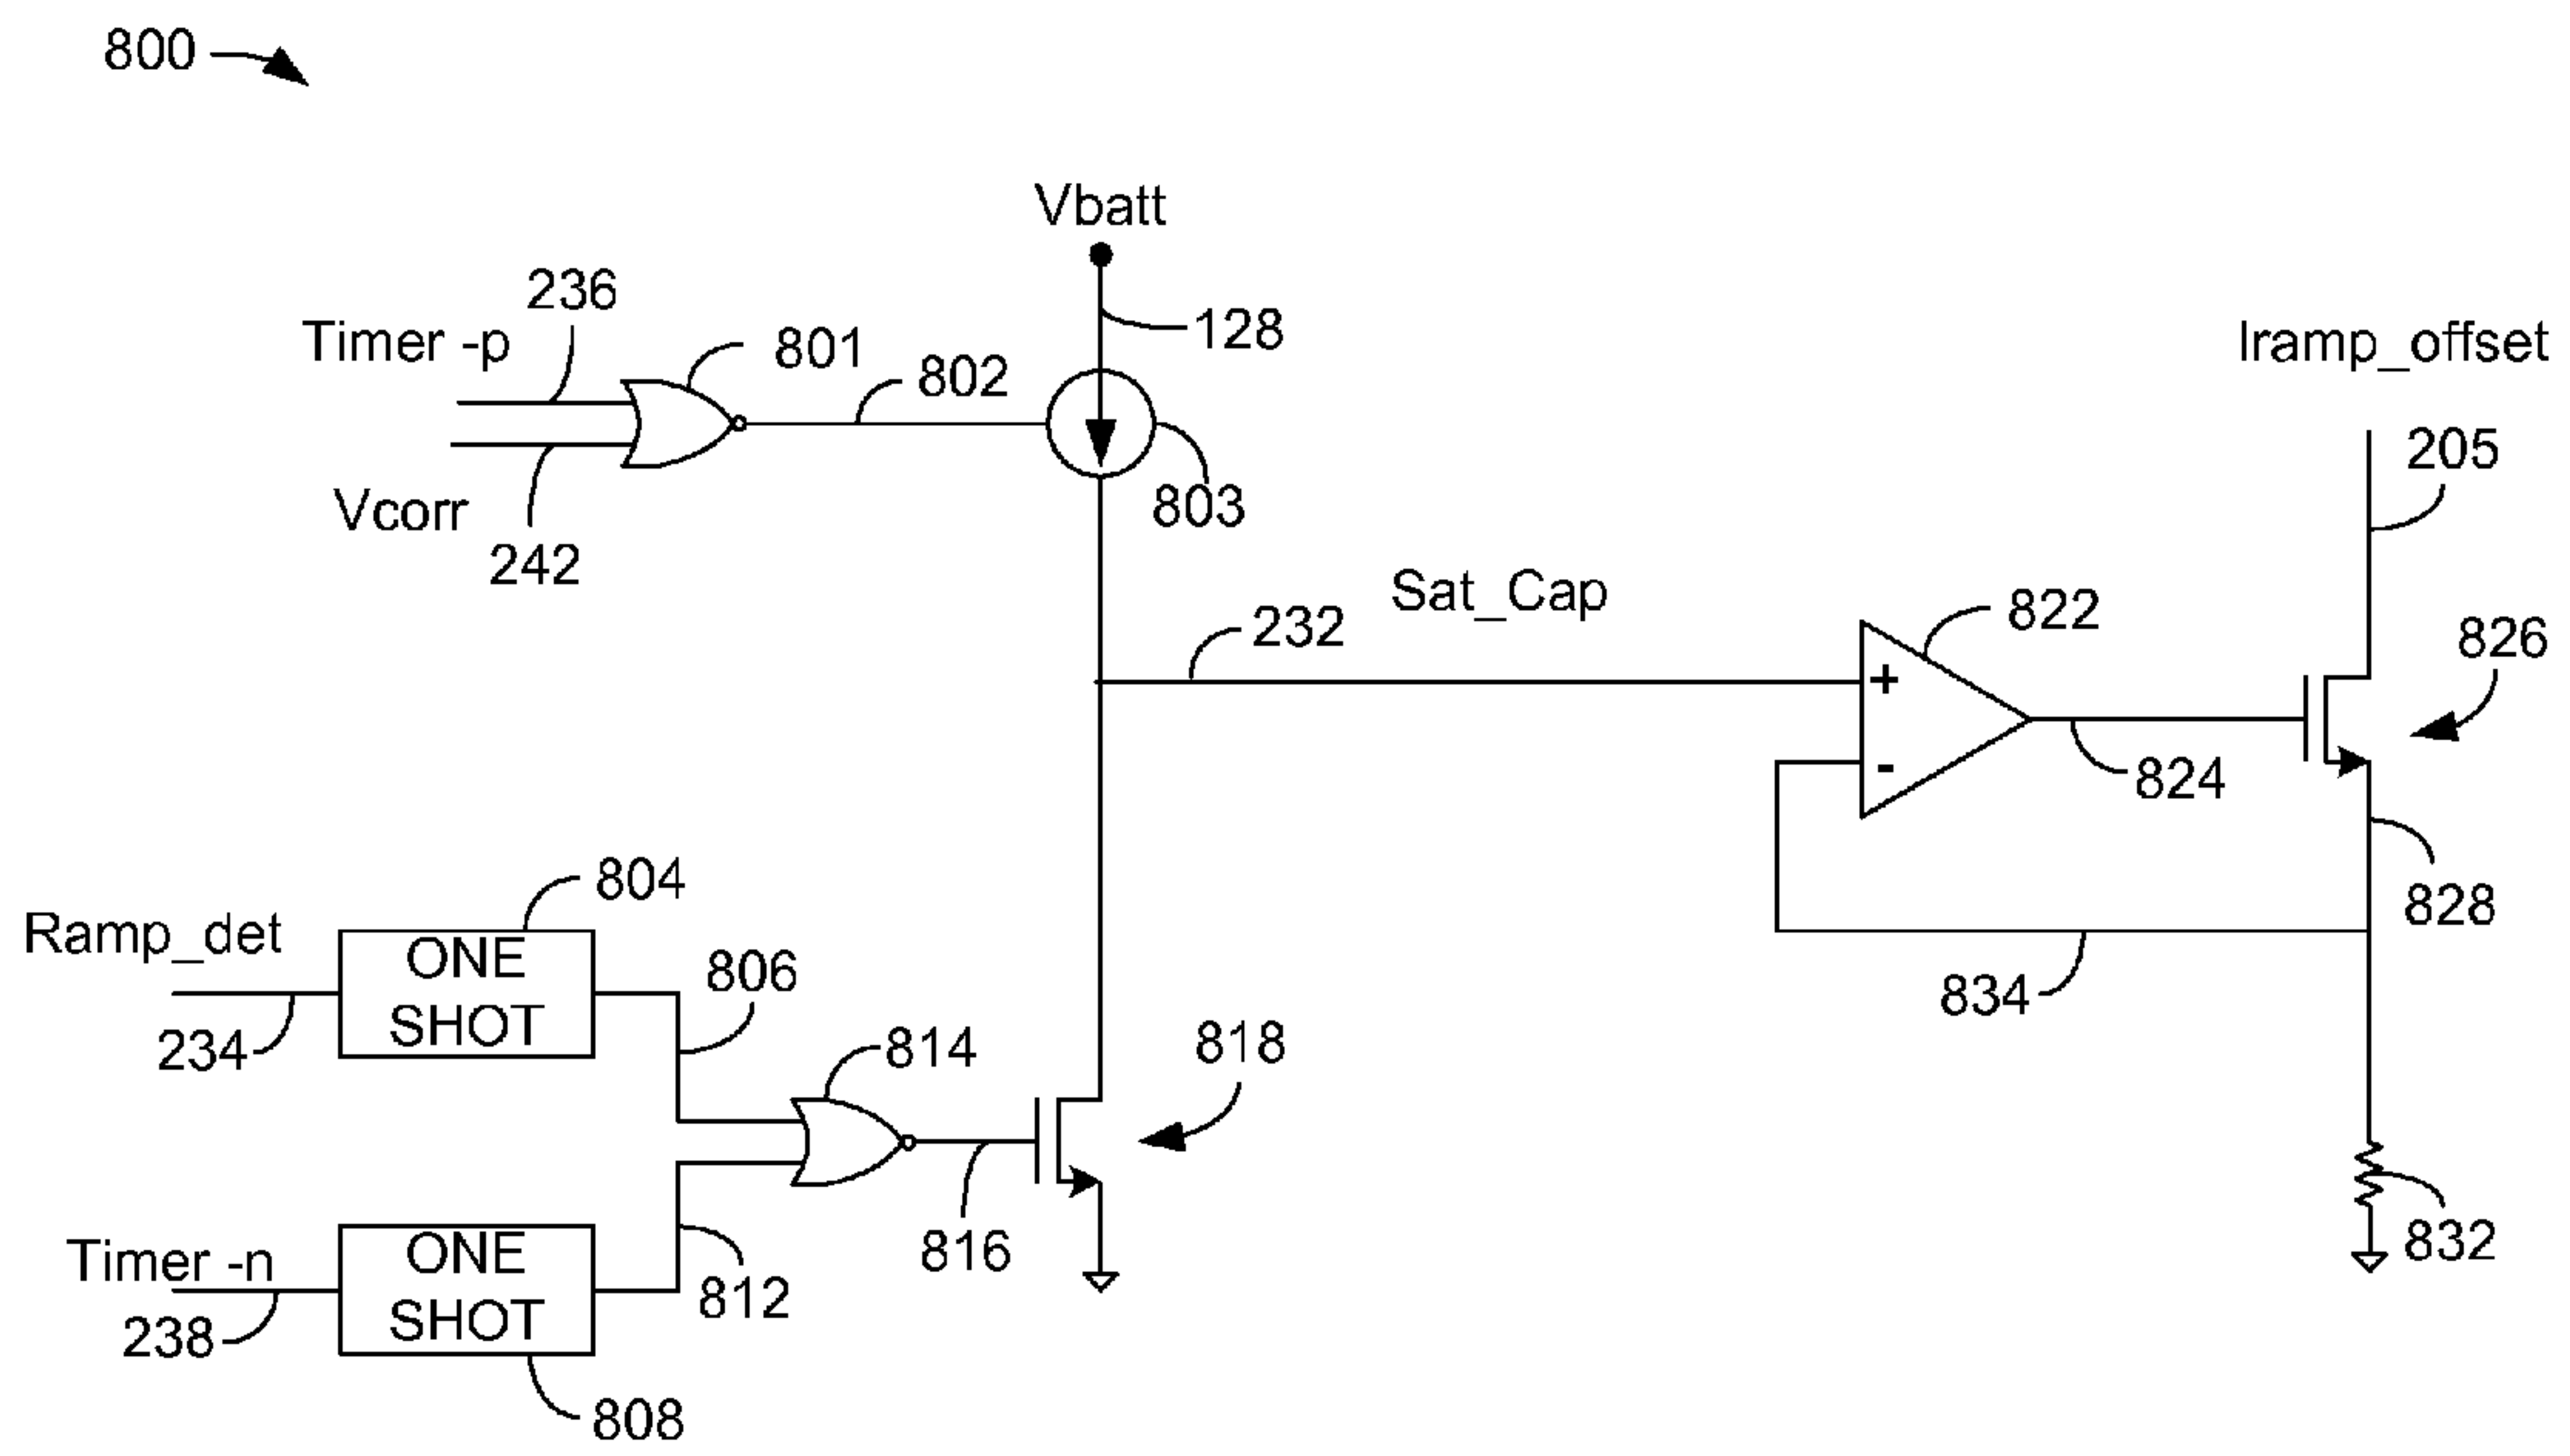 800
Vbatt
236
Timer -p
801
802
128
Vcorr
242
803
Iramp_offset
205
Sat_Cap
232
822
+
-
824
826
828
834
832
Ramp_det
234
804
ONE
SHOT
806
814
818
816
Timer -n
238
ONE
SHOT
812
808